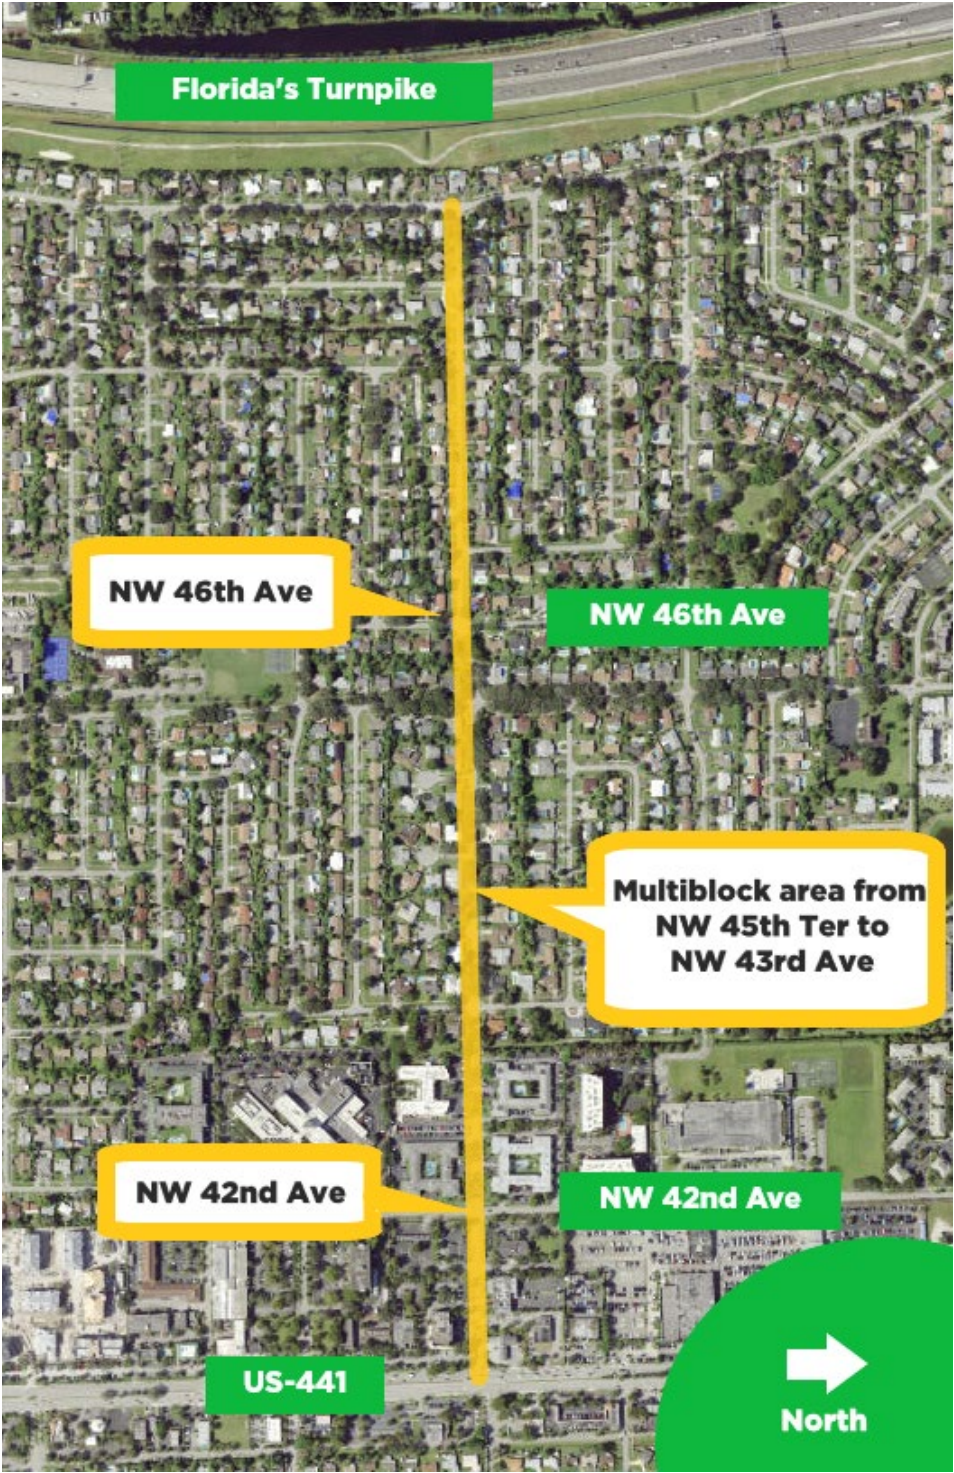 Florida's Turnpike
NW 46th Ave
NW 46th Ave
Multiblock area from
NW 45th Ter to
NW 43rd Ave
NW 42nd Ave
NW 42nd Ave
US-441
North